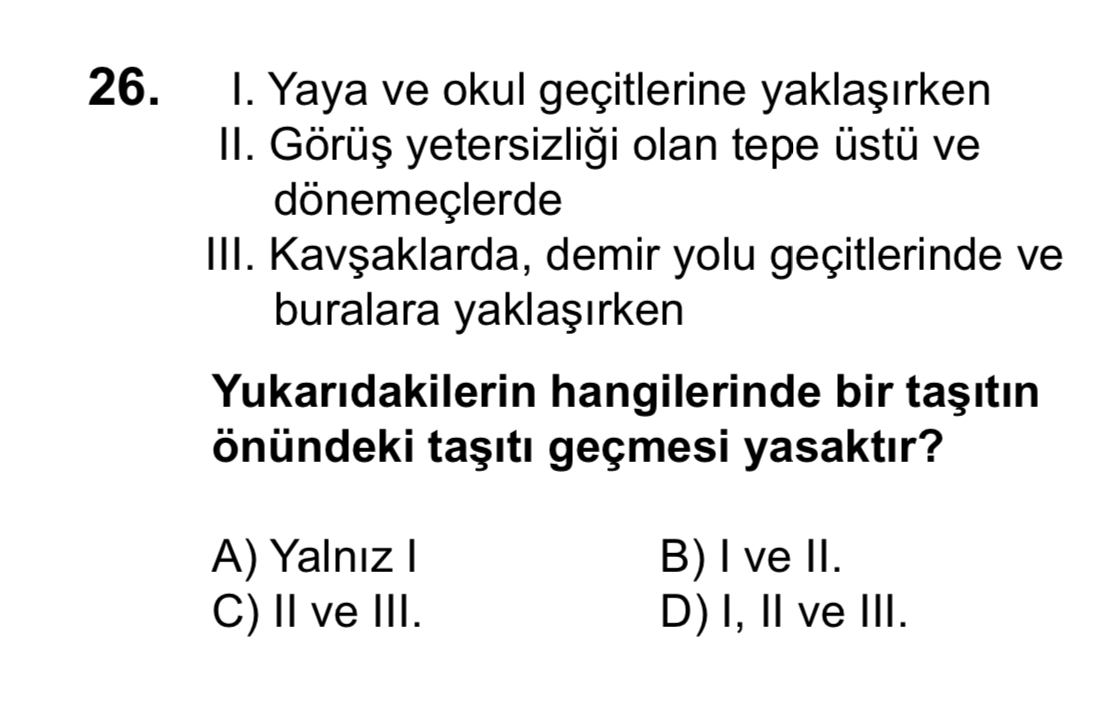 26. I. Yaya ve okul geçitlerine yaklaşırken
II. Görüş yetersizliği olan tepe üstü ve
dönemeçlerde
III. Kavşaklarda, demir yolu geçitlerinde ve
buralara yaklaşırken
Yukarıdakilerin hangilerinde bir taşıtın
önündeki taşıtı geçmesi yasaktır?
A) Yalnız I B) I ve II.
C) II ve III. D) I, II ve III.